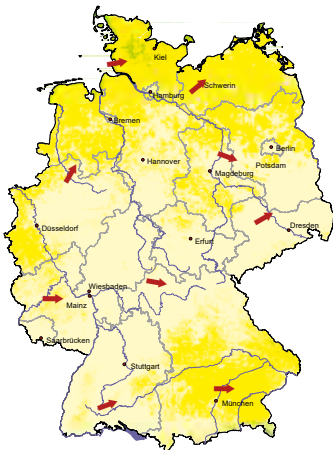 Kiel
Schwerin
Hamburg
Bremen
Berlin
Hannover
Potsdam
Magdeburg
Düsseldorf
Dresden
Erfurt
Wiesbaden
Mainz
Saarbrücken
Stuttgart
München